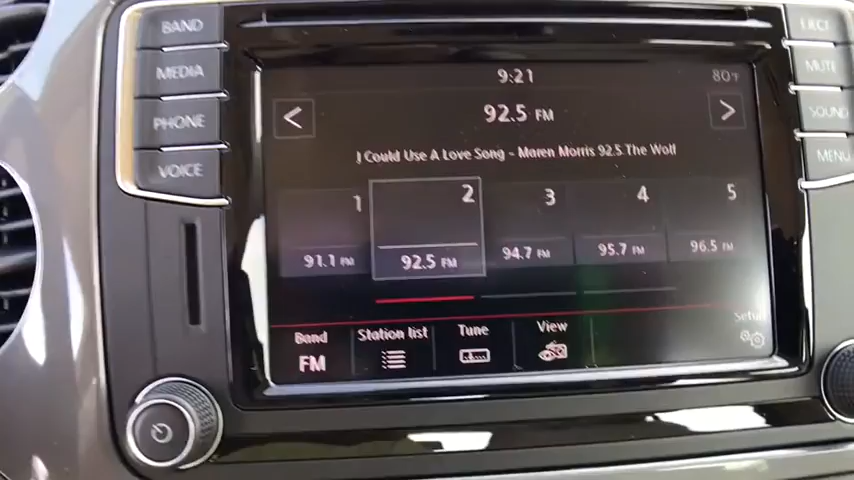 BAND
MEDIA
PHONE
VOICE
EJECT
MUTE
SOUND
MENU
9:21
80°F
<
92.5 FM
>
I Could Use A Love Song - Maren Morris 92.5 The Wolf
1
2
3
4
5
91.1 FM
92.5 FM
94.7 FM
95.7 FM
96.5 FM
Band
Station list
Tune
View
Setup
FM